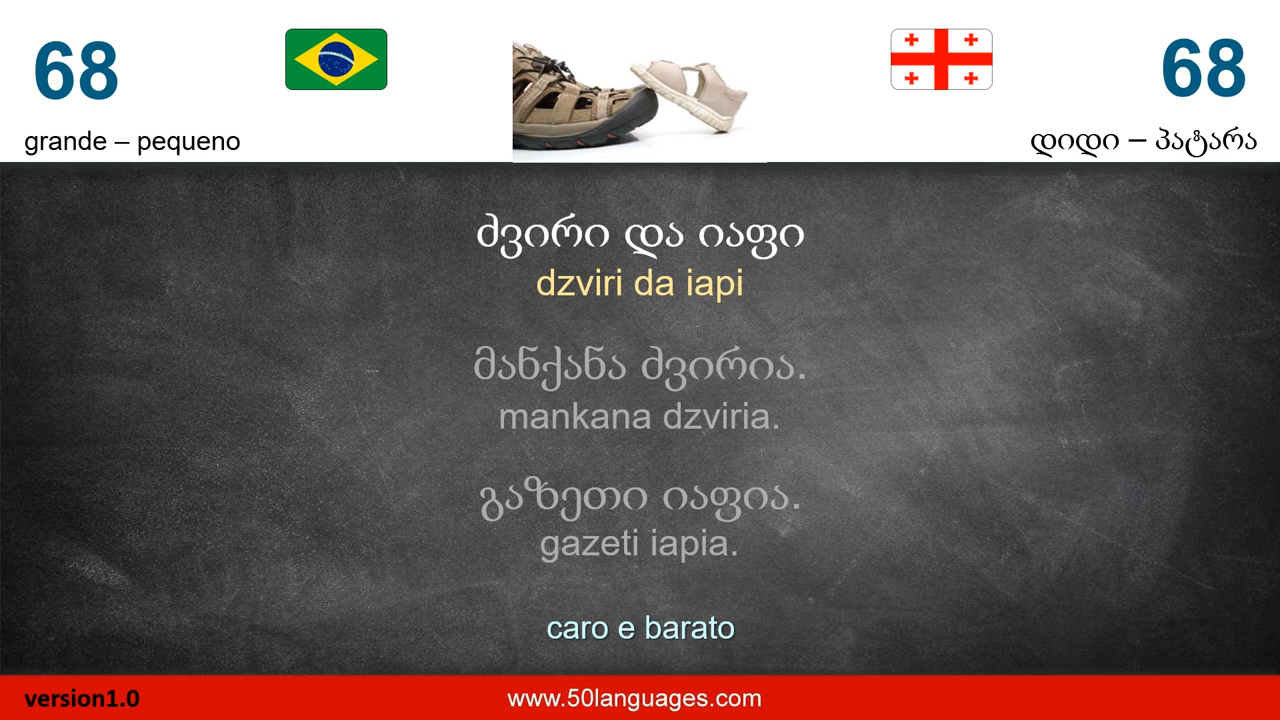 68
68
grande – pequeno
დიდი – პატარა
ძვირი და იაფი
dzviri da iapi
მანქანა ძვირია.
mankana dzviria.
გაზეთი იაფია.
gazeti iapia.
caro e barato
version1.0
www.50languages.com